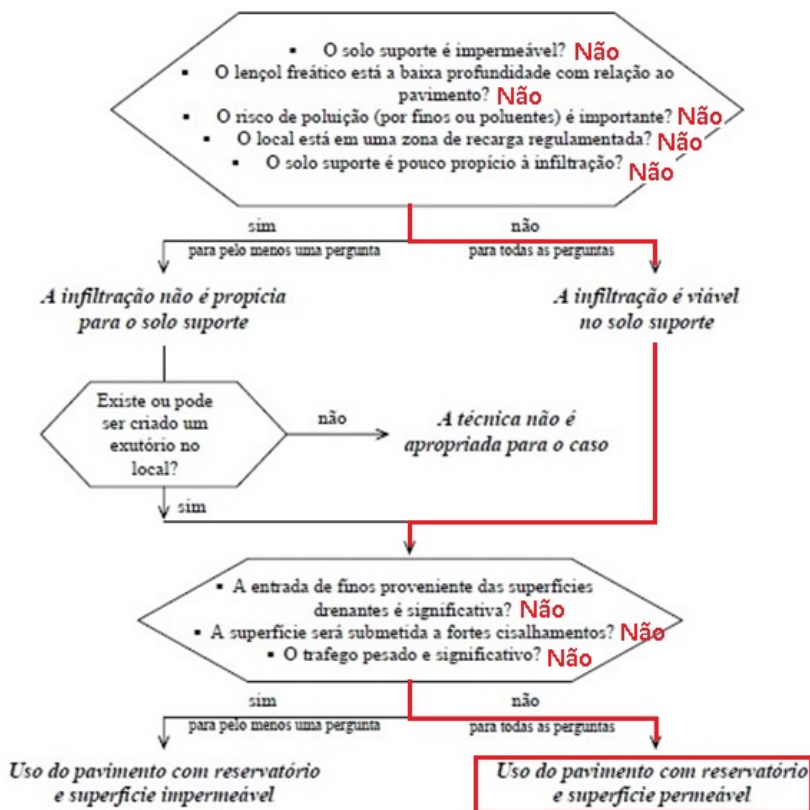 ▪ O solo suporte é impermeável? Não
▪ O lençol freático está a baixa profundidade com relação ao
pavimento? Não
▪ O risco de poluição (por finos ou poluentes) é importante? Não
▪ O local está em uma zona de recarga regulamentada? Não
▪ O solo suporte é pouco propício à infiltração? Não
sim
para pelo menos uma pergunta
não
para todas as perguntas
A infiltração não é propícia
para o solo suporte
A infiltração é viável
no solo suporte
Existe ou pode
ser criado um
exutório no
local?
não
A técnica não é
apropriada para o caso
sim
▪ A entrada de finos proveniente das superfícies
drenantes é significativa? Não
▪ A superfície será submetida a fortes cisalhamentos? Não
▪ O trafego pesado e significativo? Não
sim
para pelo menos uma pergunta
não
para todas as perguntas
Uso do pavimento com reservatório
e superfície impermeável
Uso do pavimento com reservatório
e superfície permeável